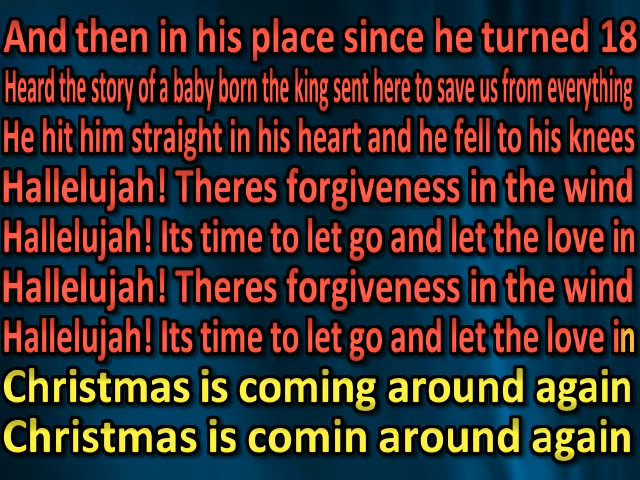 And then in his place since he turned 18
Heard the story of a baby born the king sent here to save us from everything
He hit him straight in his heart and he fell to his knees
Hallelujah! Theres forgiveness in the wind
Hallelujah! Its time to let go and let the love in
Hallelujah! Theres forgiveness in the wind
Hallelujah! Its time to let go and let the love in
Christmas is coming around again
Christmas is comin around again